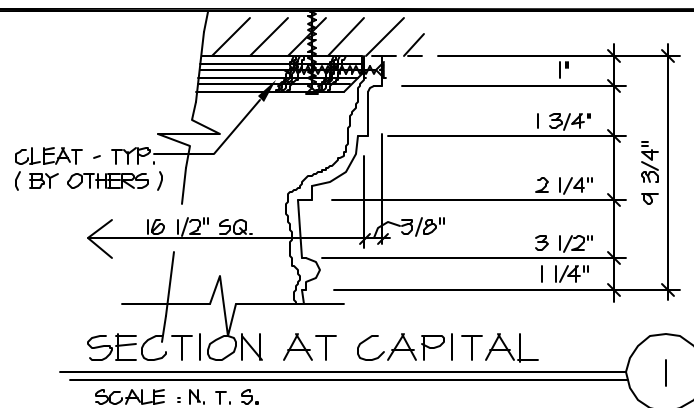 1"
1 3/4"
CLEAT - TYP.
( BY OTHERS )
2 1/4"
9 3/4"
16 1/2" SQ.
3/8"
3 1/2"
1 1/4"
SECTION AT CAPITAL
1
SCALE : N. T. S.